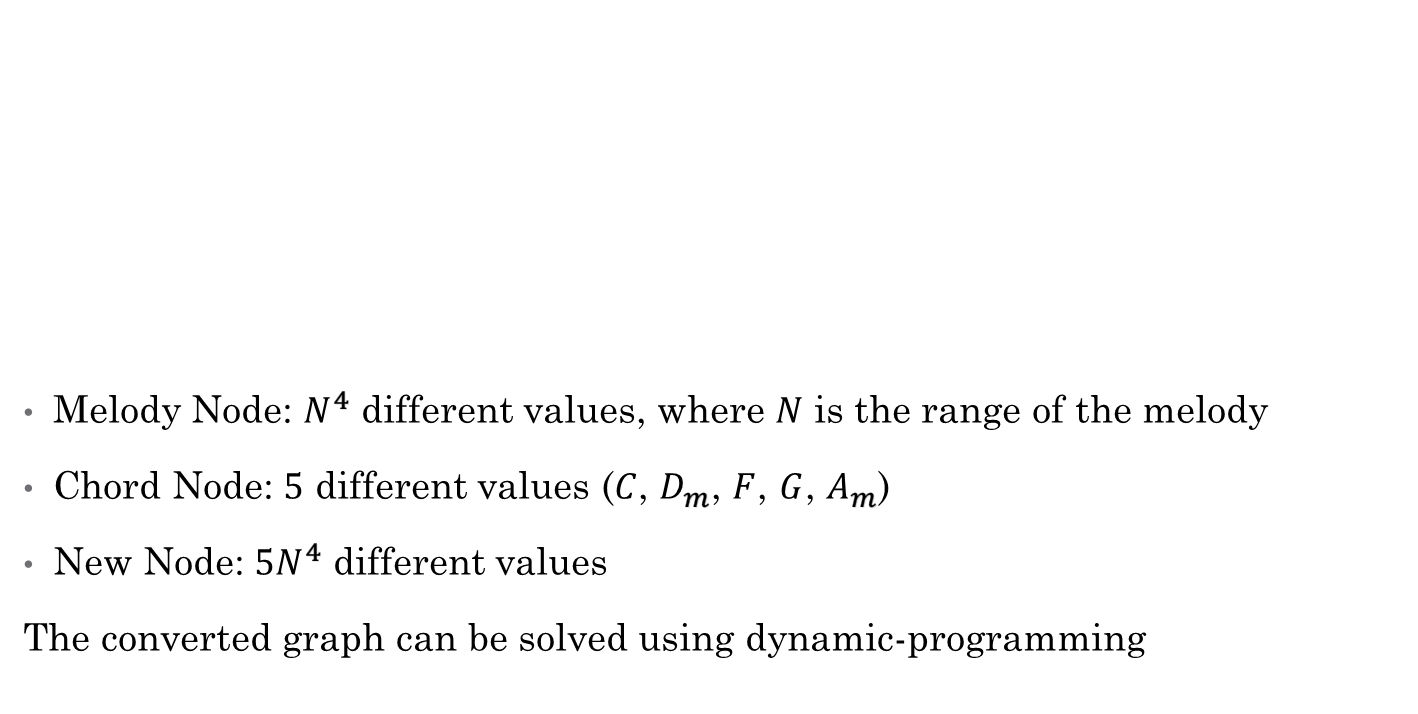 • Melody Node: 𝑁⁴ different values, where 𝑁 is the range of the melody
• Chord Node: 5 different values (𝐶, 𝐷ₘ, 𝐹, 𝐺, 𝐴ₘ)
• New Node: 5𝑁⁴ different values
The converted graph can be solved using dynamic-programming